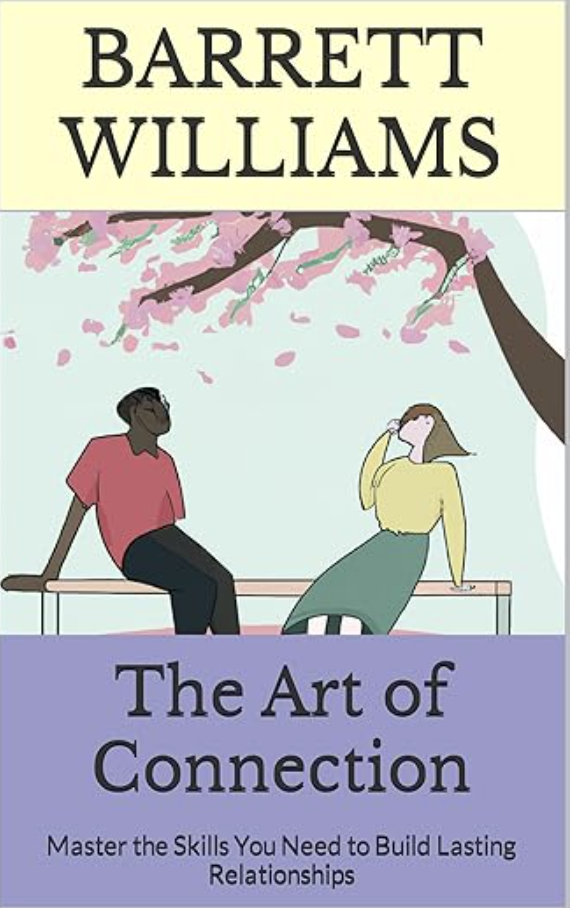 BARRETT
WILLIAMS
The Art of
Connection
Master the Skills You Need to Build Lasting
Relationships